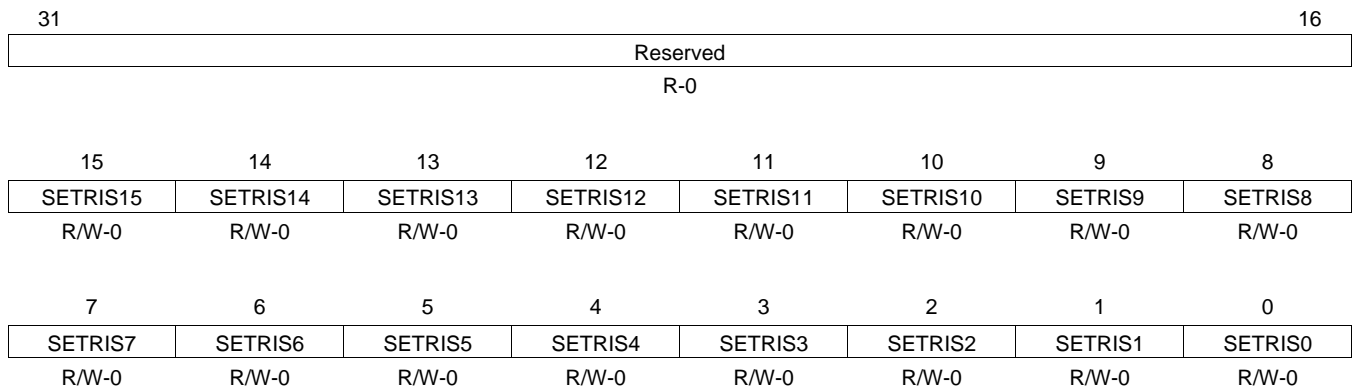 31 16
Reserved
R-0
15 14 13 12 11 10 9 8
SETRIS15 SETRIS14 SETRIS13 SETRIS12 SETRIS11 SETRIS10 SETRIS9 SETRIS8
R/W-0 R/W-0 R/W-0 R/W-0 R/W-0 R/W-0 R/W-0 R/W-0
7 6 5 4 3 2 1 0
SETRIS7 SETRIS6 SETRIS5 SETRIS4 SETRIS3 SETRIS2 SETRIS1 SETRIS0
R/W-0 R/W-0 R/W-0 R/W-0 R/W-0 R/W-0 R/W-0 R/W-0